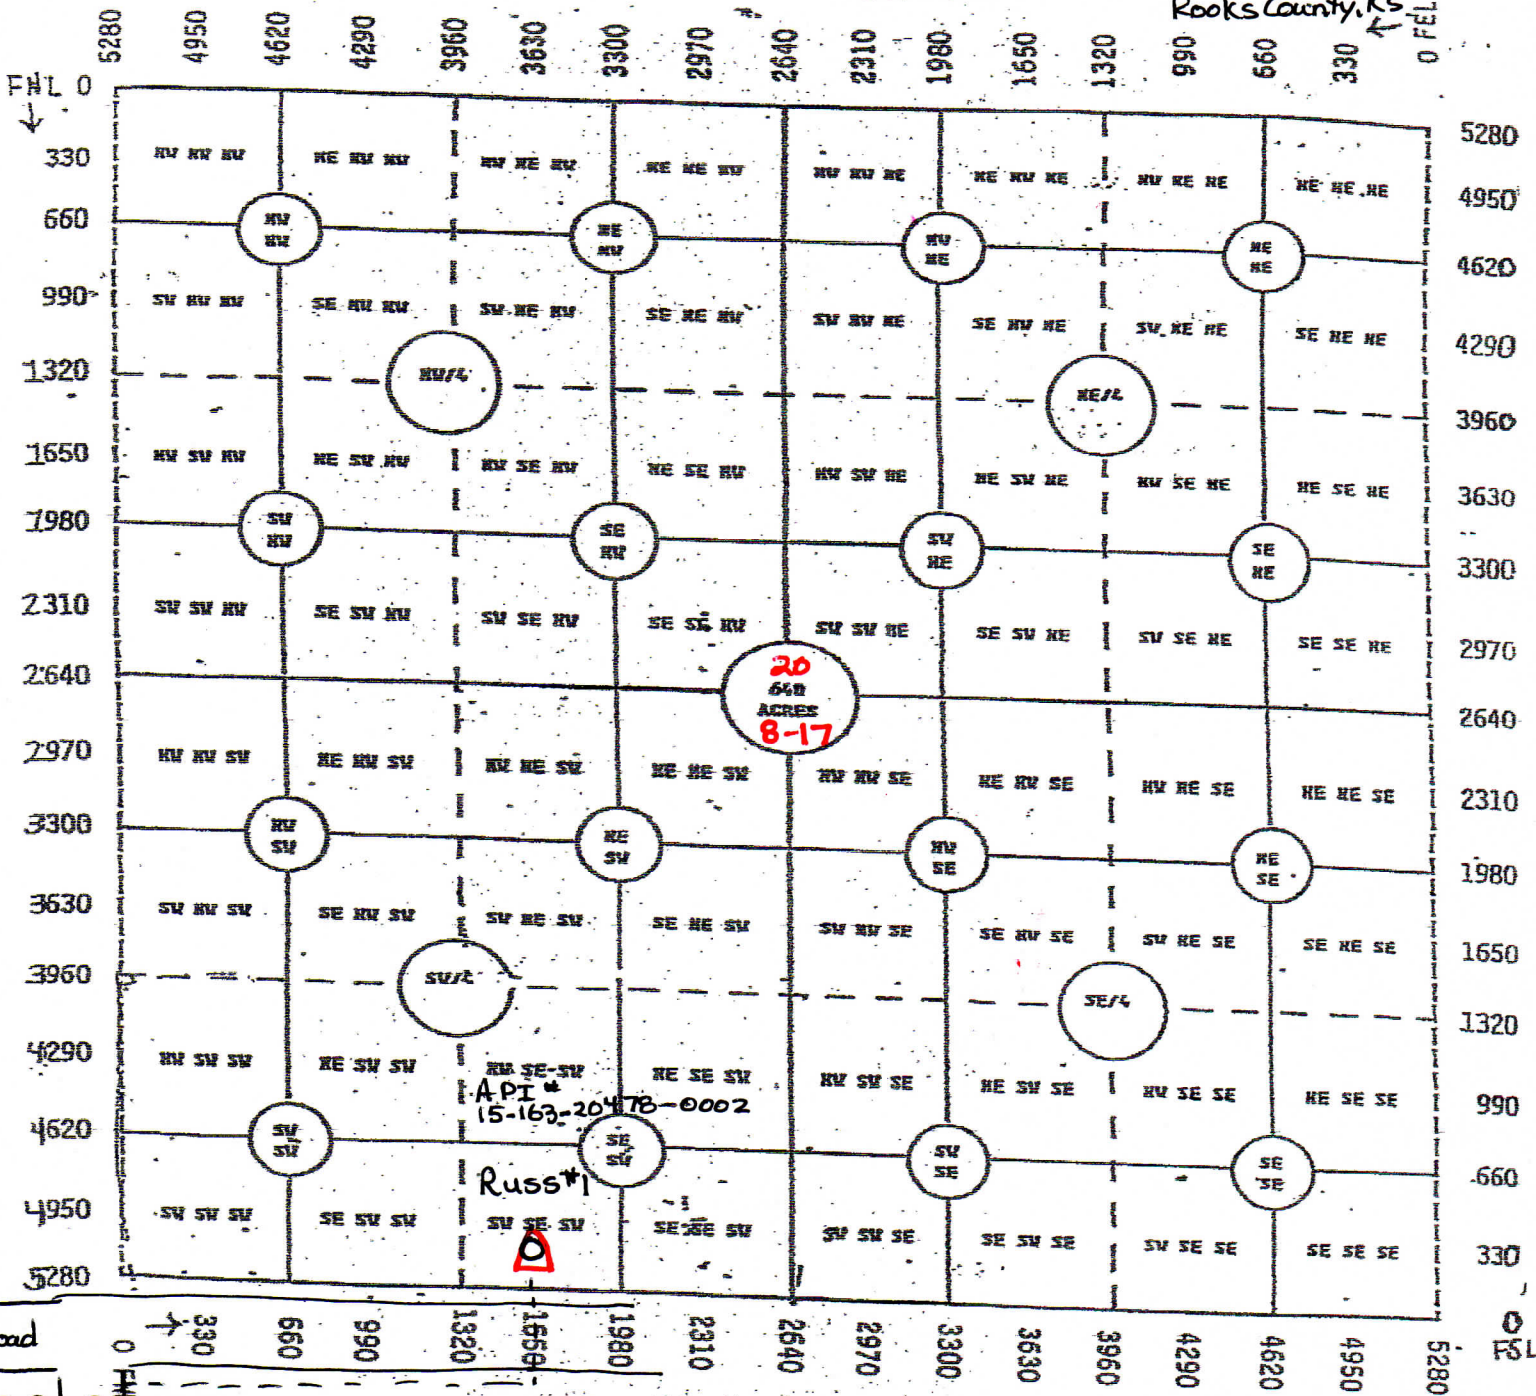 Rooks County, KS
5280 4950 4620 4290 3960 3630 3300 2970 2640 2310 1980 1650 1320 990 660 330 0 FEL
FNL 0
5280
330 NW NW NW NE NW NW NW NE NW NE NE NW NW NW NE NE NW NE NW NE NE NE NE NE 4950
660 NW NW NE NW NW NE NE NE 4620
990 SW NW NW SE NW NW SW NE NW SE NE NW SW NW NE SE NW NE SW NE NE SE NE NE 4290
1320 NW/4 NE/4 3960
1650 NW SW NW NE SW NW NW SE NW NE SE NW NW SW NE NE SW NE NW SE NE NE SE NE 3630
1980 SW NW SE NW SW NE SE NE 3300
2310 SW SW NW SE SW NW SW SE NW SE SE NW SW SW NE SE SW NE SW SE NE SE SE NE 2970
2640 20 2640
640
ACRES
8-17
2970 NW NW SW NE NW SW NW NE SW NE NE SW NW NW SE NE NW SE NW NE SE NE NE SE 2310
3300 NW SW NE SW NW SE NE SE 1980
3630 SW NW SW SE NW SW SW NE SW SE NE SW SW NW SE SE NW SE SW NE SE SE NE SE 1650
3960 SW/4 SE/4 1320
4290 NW SW SW NE SW SW NW SE-SW NE SE SW NW SW SE NE SW SE NW SE SE NE SE SE 990
API #
15-163-20478-0002
4620 SW SW SE SW SW SE SE SE 660
Russ #1
4950 SW SW SW SE SW SW SW SE SW SE SE SW SW SW SE SE SW SE SW SE SE SE SE SE 330
5280
0
FSL
0 330 660 990 1320 1650 1980 2310 2640 2970 3300 3630 3960 4290 4620 4950 5280